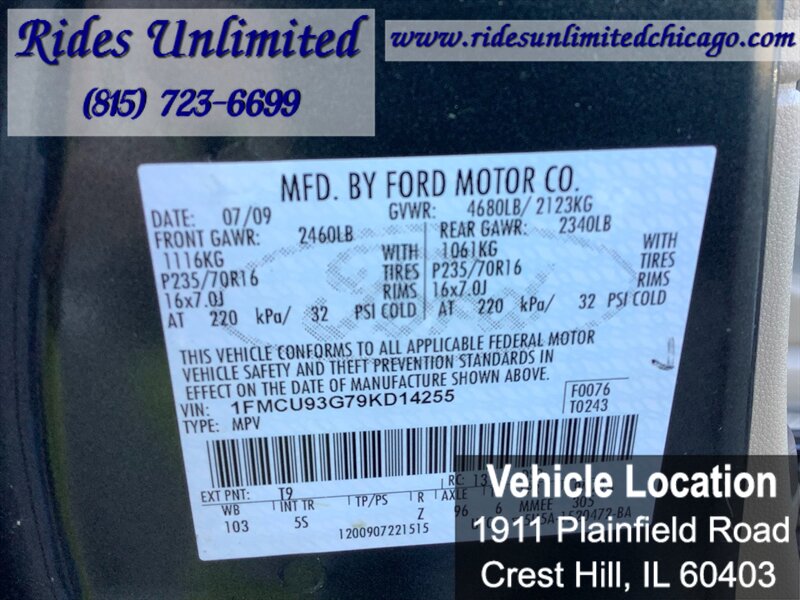 Rides Unlimited
(815) 723-6699
www.ridesunlimitedchicago.com
MFD. BY FORD MOTOR CO.
DATE: 07/09 GVWR: 4680LB/ 2123KG
FRONT GAWR: 2460LB REAR GAWR: 2340LB
1116KG WITH 1061KG WITH
P235/70R16 TIRES P235/70R16 TIRES
16x7.0J RIMS 16x7.0J RIMS
AT 220 kPa/ 32 PSI COLD AT 220 kPa/ 32 PSI COLD
THIS VEHICLE CONFORMS TO ALL APPLICABLE FEDERAL MOTOR
VEHICLE SAFETY AND THEFT PREVENTION STANDARDS IN
EFFECT ON THE DATE OF MANUFACTURE SHOWN ABOVE.
VIN: 1FMCU93G79KD14255 F0076
TYPE: MPV T0243
EXT PNT: T9 RC: 13
WB INT TR TP/PS R AXLE
103 5S Z 96 6 MMEE 305
1200907221515
Vehicle Location
1911 Plainfield Road
Crest Hill, IL 60403